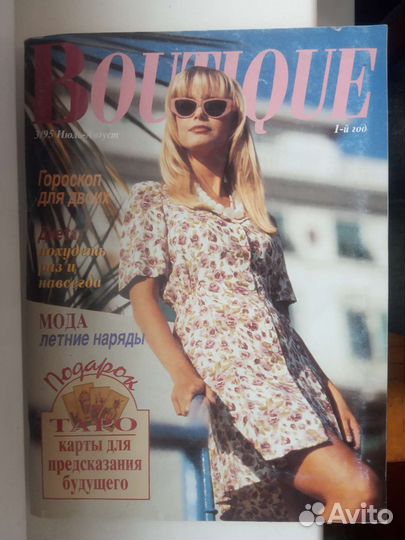 BOUTIQUE
3/95 Июль-Август
1-й год
Гороскоп
для двоих
Диета
похудеть
раз и
навсегда
МОДА
летние наряды
Подарок
ТАРО
карты для
предсказания
будущего
Avito